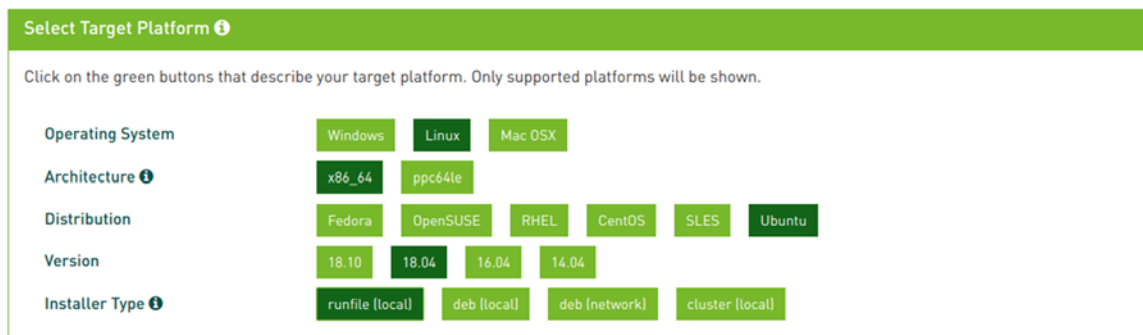 Select Target Platform
Click on the green buttons that describe your target platform. Only supported platforms will be shown.
Operating System Windows Linux Mac OSX
Architecture x86_64 ppc64le
Distribution Fedora OpenSUSE RHEL CentOS SLES Ubuntu
Version 18.10 18.04 16.04 14.04
Installer Type runfile (local) deb (local) deb (network) cluster (local)